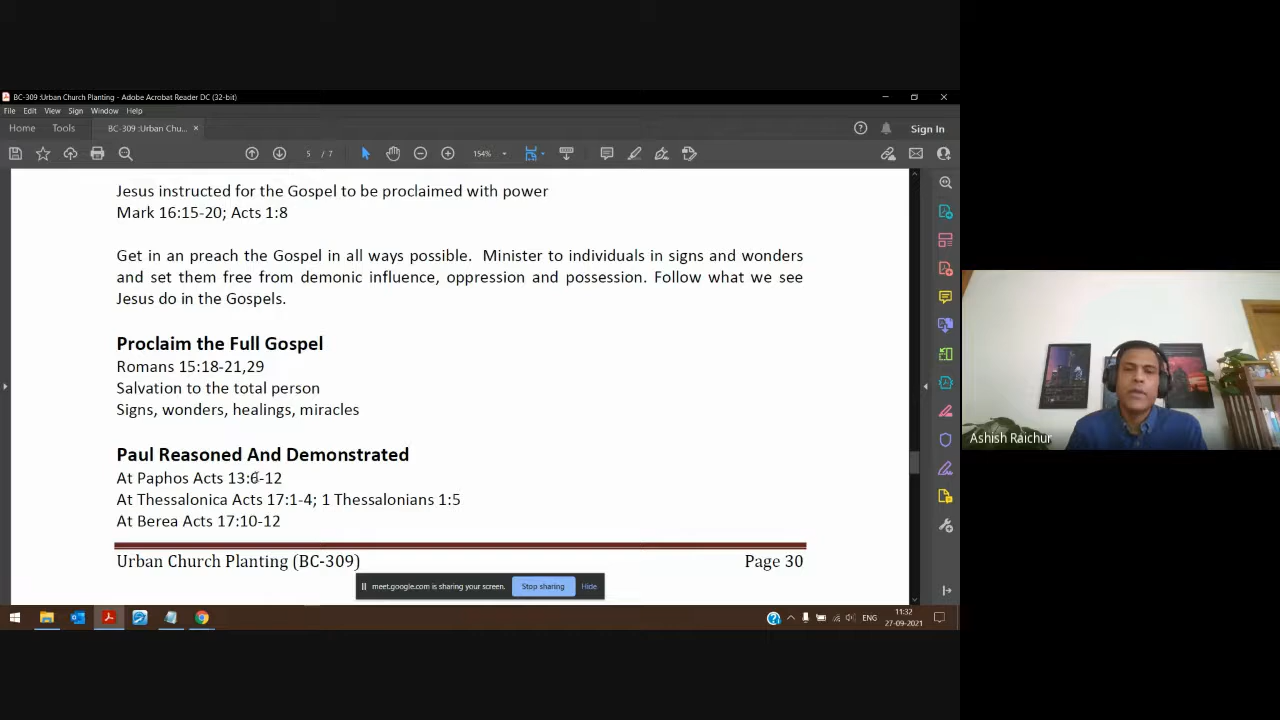 BC-309 :Urban Church Planting - Adobe Acrobat Reader DC (32-bit)
File Edit View Sign Window Help
Home Tools BC-309 :Urban Chu... × Sign In
5 / 7 154%
Jesus instructed for the Gospel to be proclaimed with power
Mark 16:15-20; Acts 1:8
Get in an preach the Gospel in all ways possible. Minister to individuals in signs and wonders
and set them free from demonic influence, oppression and possession. Follow what we see
Jesus do in the Gospels.
Proclaim the Full Gospel
Romans 15:18-21,29
Salvation to the total person
Signs, wonders, healings, miracles
Ashish Raichur
Paul Reasoned And Demonstrated
At Paphos Acts 13:6-12
At Thessalonica Acts 17:1-4; 1 Thessalonians 1:5
At Berea Acts 17:10-12
Urban Church Planting (BC-309) Page 30
meet.google.com is sharing your screen. Stop sharing Hide
ENG 11:32
27-09-2021